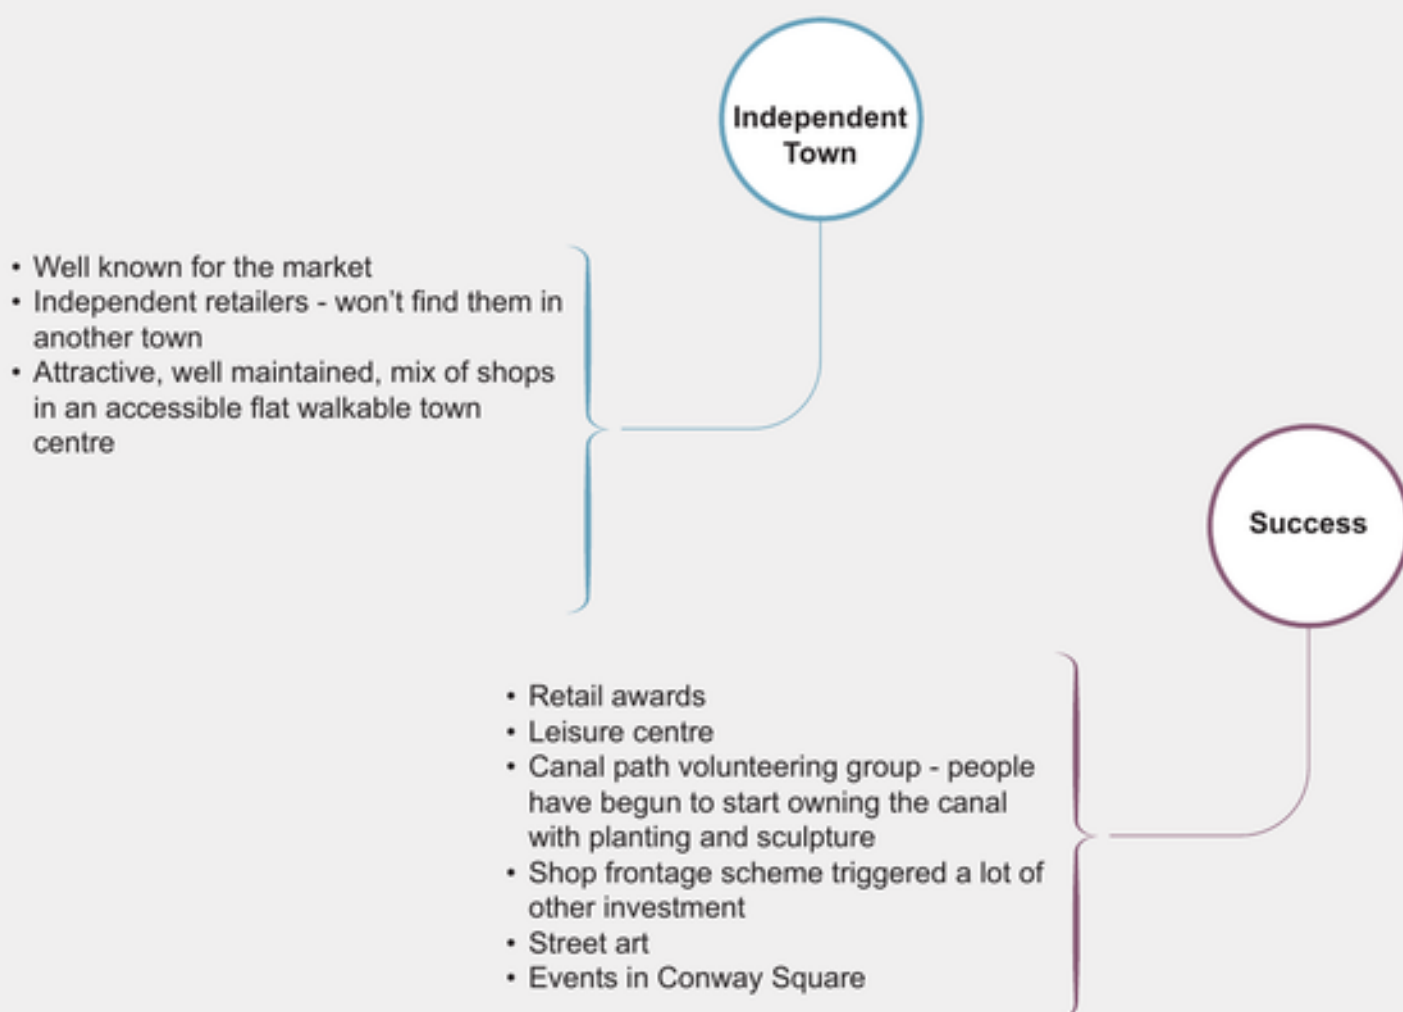 Independent
Town
• Well known for the market
• Independent retailers - won’t find them in
another town
• Attractive, well maintained, mix of shops
in an accessible flat walkable town
centre
Success
• Retail awards
• Leisure centre
• Canal path volunteering group - people
have begun to start owning the canal
with planting and sculpture
• Shop frontage scheme triggered a lot of
other investment
• Street art
• Events in Conway Square